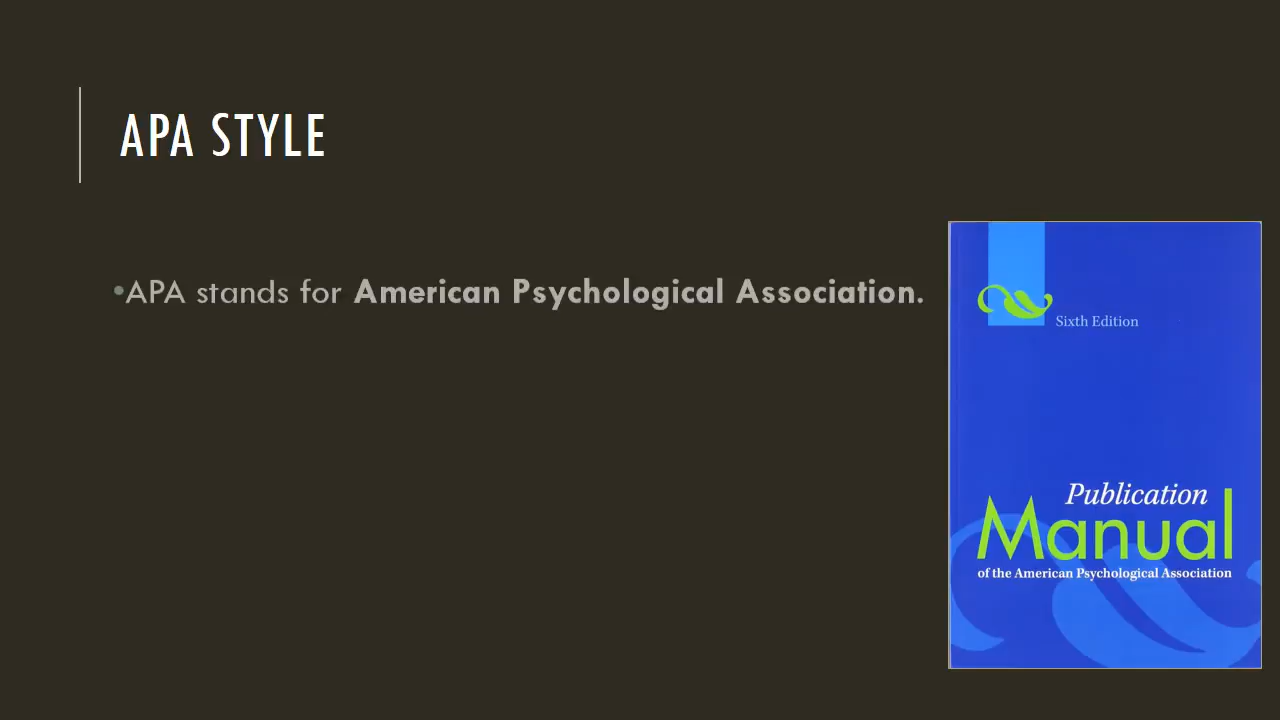 APA STYLE
•APA stands for American Psychological Association.
Sixth Edition
Publication
Manual
of the American Psychological Association